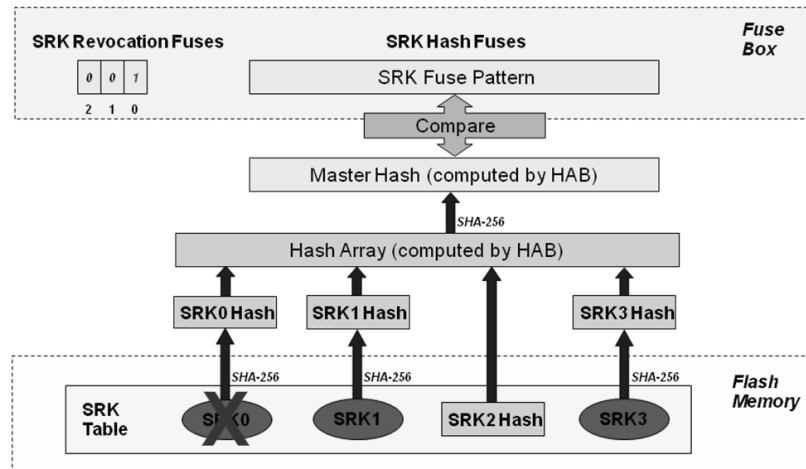 SRK Revocation Fuses
SRK Hash Fuses
Fuse Box
0 0 1
2 1 0
SRK Fuse Pattern
Compare
Master Hash (computed by HAB)
SHA-256
Hash Array (computed by HAB)
SRK0 Hash
SRK1 Hash
SRK3 Hash
SHA-256
SHA-256
SHA-256
Flash Memory
SRK Table
SRK0
SRK1
SRK2 Hash
SRK3